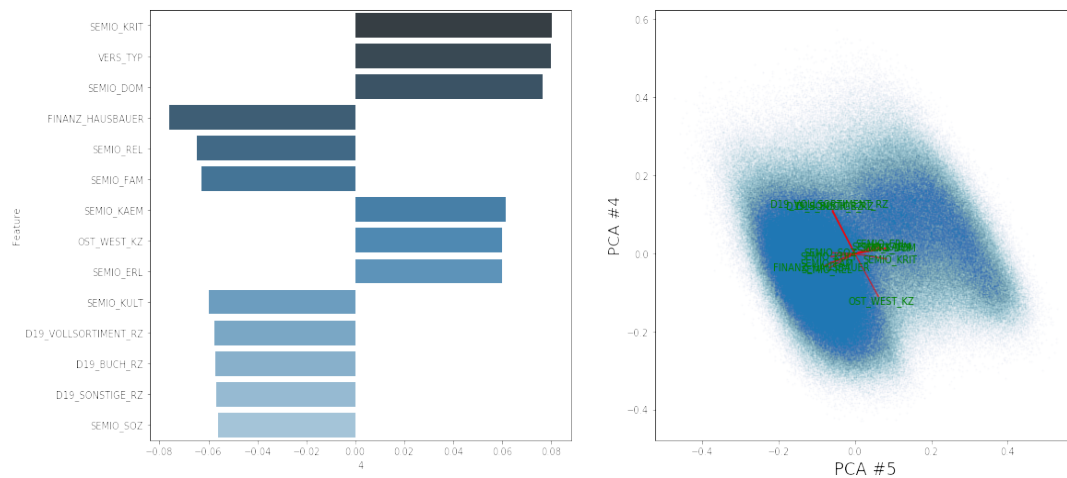 SEMIO_KRIT
VERS_TYP
SEMIO_DOM
FINANZ_HAUSBAUER
SEMIO_REL
SEMIO_FAM
SEMIO_KAEM
OST_WEST_KZ
SEMIO_ERL
SEMIO_KULT
D19_VOLLSORTIMENT_RZ
D19_BUCH_RZ
D19_SONSTIGE_RZ
SEMIO_SOZ
Feature
−0.08 −0.06 −0.04 −0.02 0.00 0.02 0.04 0.06 0.08
4
0.6
0.4
0.2
0.0
−0.2
−0.4
PCA #4
D19_VOLLSORTIMENT_RZ
SEMIO_SOZ
SEMIO_KRIT
FINANZ_HAUSBAUER
OST_WEST_KZ
−0.4 −0.2 0.0 0.2 0.4
PCA #5